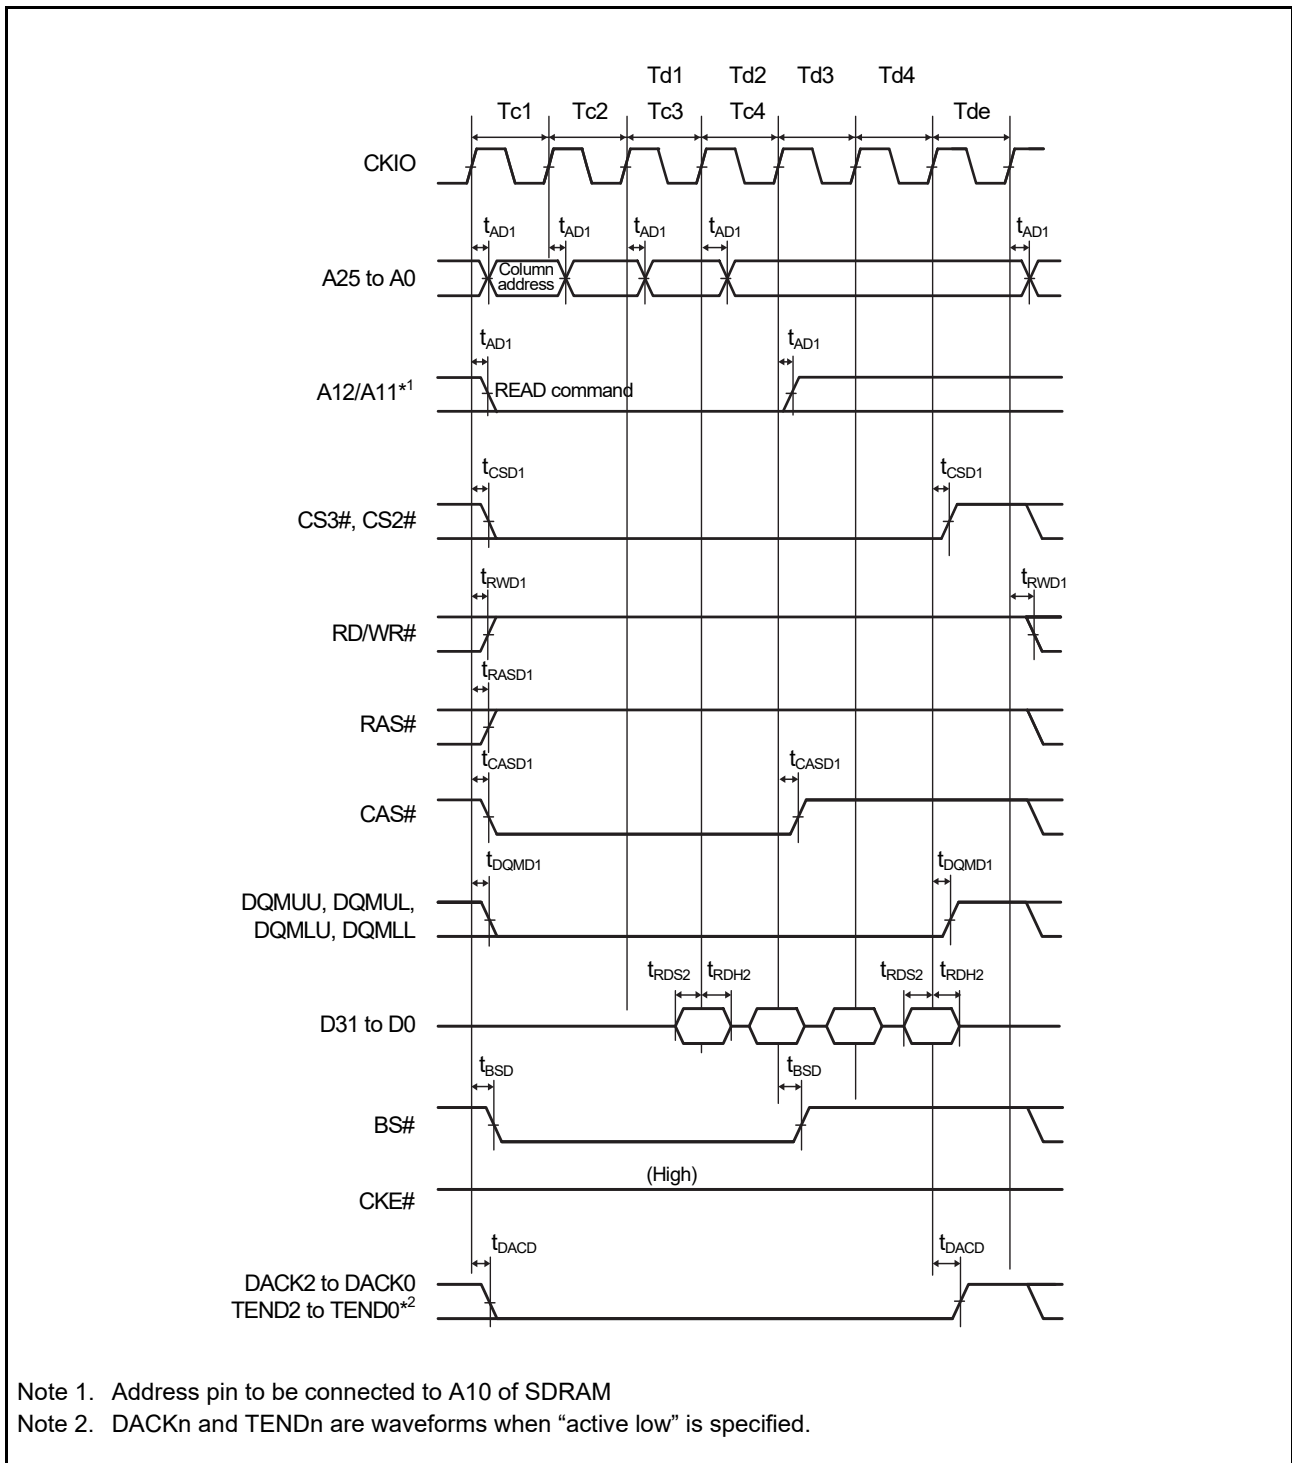 Td1 Td2 Td3 Td4
Tc1 Tc2 Tc3 Tc4 Tde
CKIO
tAD1 tAD1 tAD1 tAD1 tAD1
A25 to A0
Column
address
tAD1 tAD1
A12/A11*1
READ command
tCSD1 tCSD1
CS3#, CS2#
tRWD1 tRWD1
RD/WR#
tRASD1
RAS#
tCASD1 tCASD1
CAS#
tDQMD1 tDQMD1
DQMUU, DQMUL,
DQMLU, DQMLL
tRDS2 tRDH2 tRDS2 tRDH2
D31 to D0
tBSD tBSD
BS#
(High)
CKE#
tDACD tDACD
DACK2 to DACK0
TEND2 to TEND0*2
Note 1. Address pin to be connected to A10 of SDRAM
Note 2. DACKn and TENDn are waveforms when “active low” is specified.